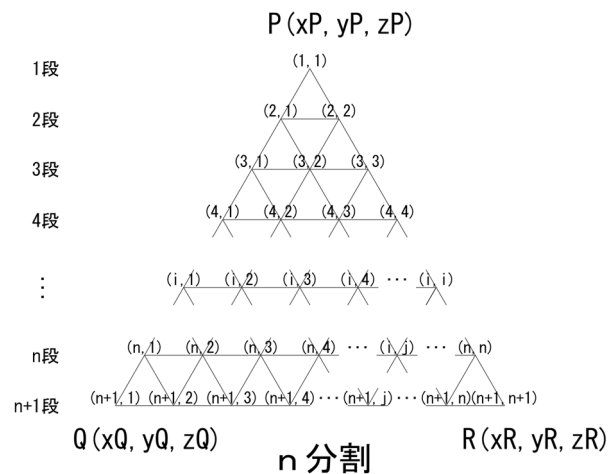 P(xP, yP, zP)
1段 (1, 1)
2段 (2, 1) (2, 2)
3段 (3, 1) (3, 2) (3, 3)
4段 (4, 1) (4, 2) (4, 3) (4, 4)
⋮ (i, 1) (i, 2) (i, 3) (i, 4) ⋯ (i, i)
n段 (n, 1) (n, 2) (n, 3) (n, 4) ⋯ (i, j) ⋯ (n, n)
n+1段 (n+1, 1) (n+1, 2) (n+1, 3) (n+1, 4) ⋯ (n+1, j) ⋯ (n+1, n) (n+1, n+1)
Q(xQ, yQ, zQ) R(xR, yR, zR)
n分割